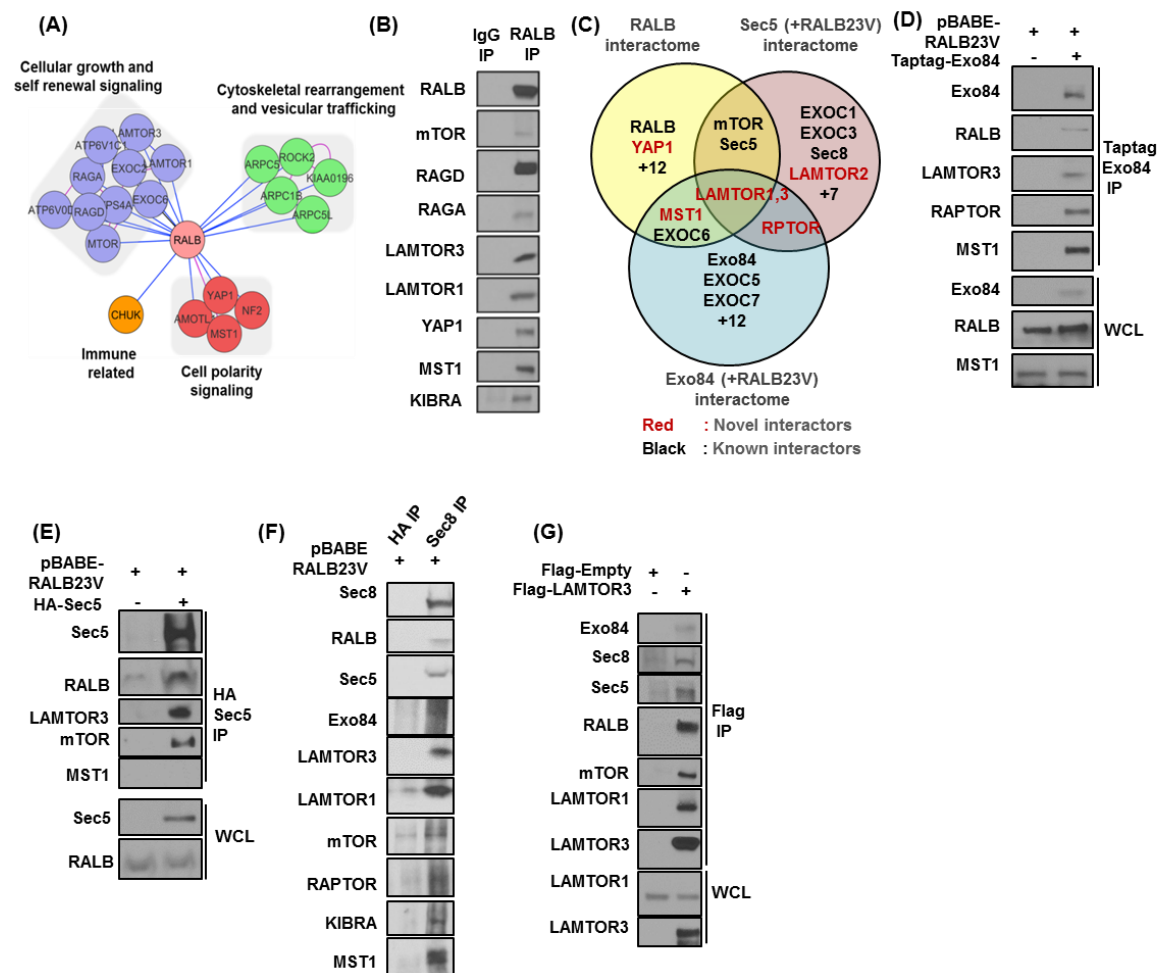 (A)
Cellular growth and
self renewal signaling
Cytoskeletal rearrangement
and vesicular trafficking
LAMTOR3
ATP6V1C1
EXOC2
LAMTOR1
RAGA
EXOC6
ATP6V0D
RAGD
PS4A
MTOR
ARPC5
ROCK2
KIAA0196
ARPC1B
ARPC5L
RALB
CHUK
YAP1
AMOTL
NF2
MST1
Immune
related
Cell polarity
signaling
(B)
IgG RALB
IP IP
RALB
mTOR
RAGD
RAGA
LAMTOR3
LAMTOR1
YAP1
MST1
KIBRA
(C)
RALB
interactome
Sec5 (+RALB23V)
interactome
RALB
YAP1
+12
mTOR
Sec5
EXOC1
EXOC3
Sec8
LAMTOR2
+7
LAMTOR1,3
MST1
EXOC6
RPTOR
Exo84
EXOC5
EXOC7
+12
Exo84 (+RALB23V)
interactome
Red : Novel interactors
Black : Known interactors
(D)
pBABE-
RALB23V + +
Taptag-Exo84 - +
Exo84
RALB
LAMTOR3
RAPTOR
MST1
Taptag
Exo84
IP
Exo84
RALB
MST1
WCL
(E)
pBABE-
RALB23V + +
HA-Sec5 - +
Sec5
RALB
LAMTOR3
mTOR
MST1
HA
Sec5
IP
Sec5
RALB
WCL
(F)
HA IP
Sec8 IP
pBABE
RALB23V + +
Sec8
RALB
Sec5
Exo84
LAMTOR3
LAMTOR1
mTOR
RAPTOR
KIBRA
MST1
(G)
Flag-Empty + -
Flag-LAMTOR3 - +
Exo84
Sec8
Sec5
RALB
mTOR
LAMTOR1
LAMTOR3
Flag
IP
LAMTOR1
LAMTOR3
WCL